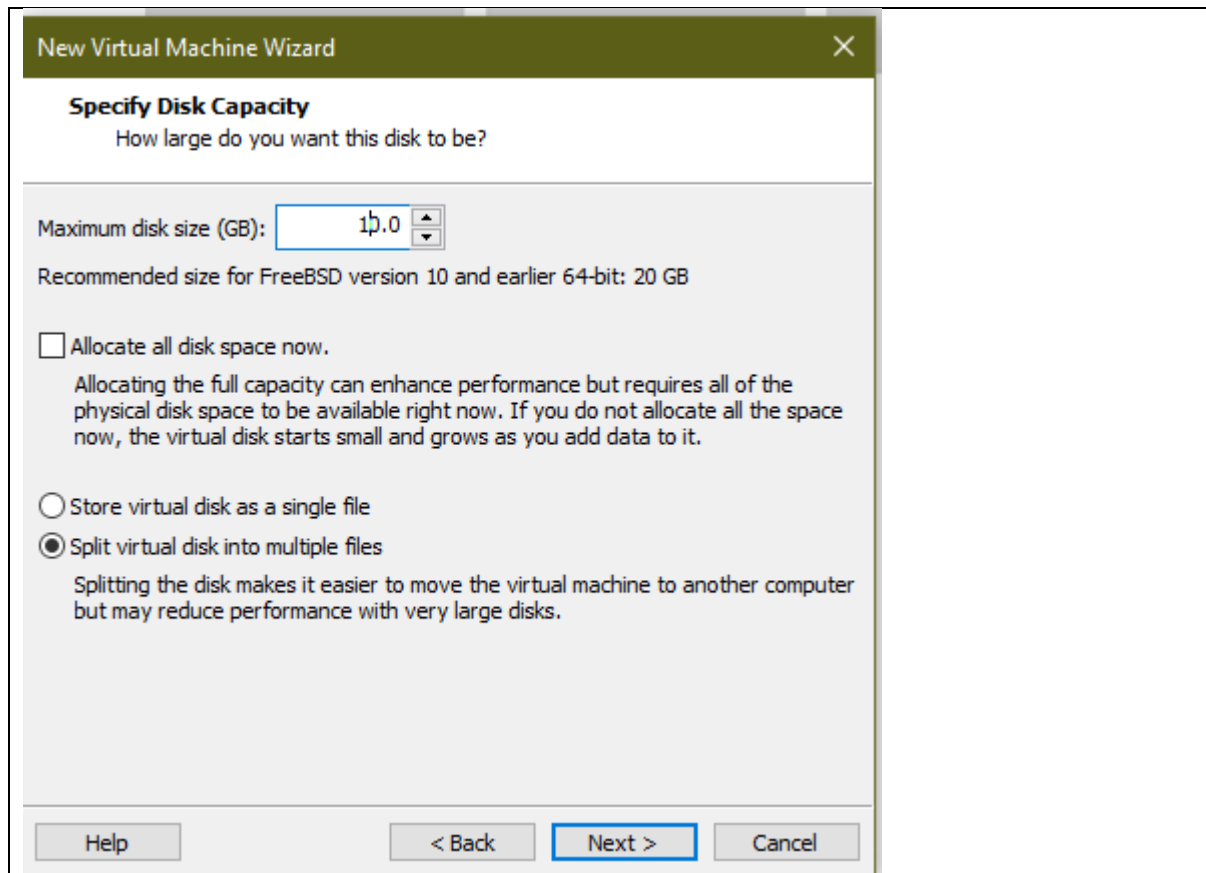 New Virtual Machine Wizard
Specify Disk Capacity
How large do you want this disk to be?
Maximum disk size (GB): 10.0
Recommended size for FreeBSD version 10 and earlier 64-bit: 20 GB
Allocate all disk space now.
Allocating the full capacity can enhance performance but requires all of the
physical disk space to be available right now. If you do not allocate all the space
now, the virtual disk starts small and grows as you add data to it.
Store virtual disk as a single file
Split virtual disk into multiple files
Splitting the disk makes it easier to move the virtual machine to another computer
but may reduce performance with very large disks.
Help < Back Next > Cancel